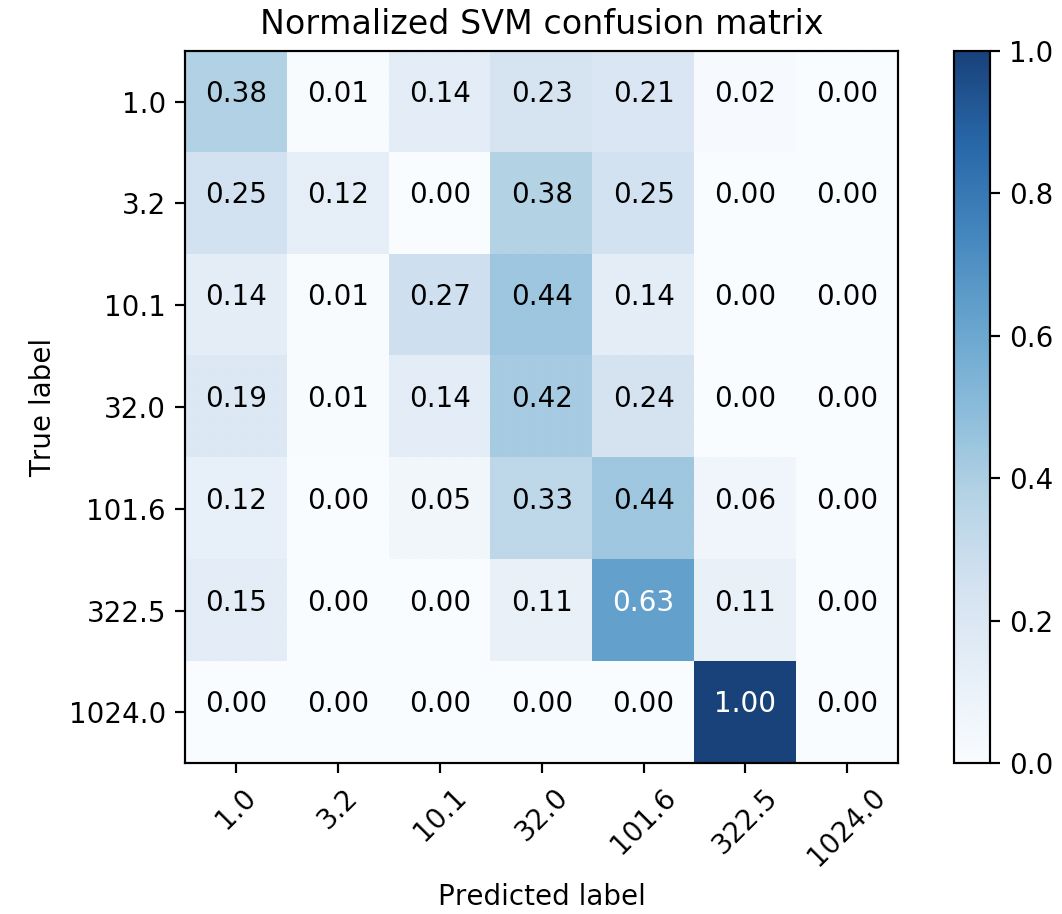 Normalized SVM confusion matrix
1.0 0.38 0.01 0.14 0.23 0.21 0.02 0.00
3.2 0.25 0.12 0.00 0.38 0.25 0.00 0.00
10.1 0.14 0.01 0.27 0.44 0.14 0.00 0.00
32.0 0.19 0.01 0.14 0.42 0.24 0.00 0.00
101.6 0.12 0.00 0.05 0.33 0.44 0.06 0.00
322.5 0.15 0.00 0.00 0.11 0.63 0.11 0.00
1024.0 0.00 0.00 0.00 0.00 0.00 1.00 0.00
True label
1.0 3.2 10.1 32.0 101.6 322.5 1024.0
Predicted label
1.0
0.8
0.6
0.4
0.2
0.0